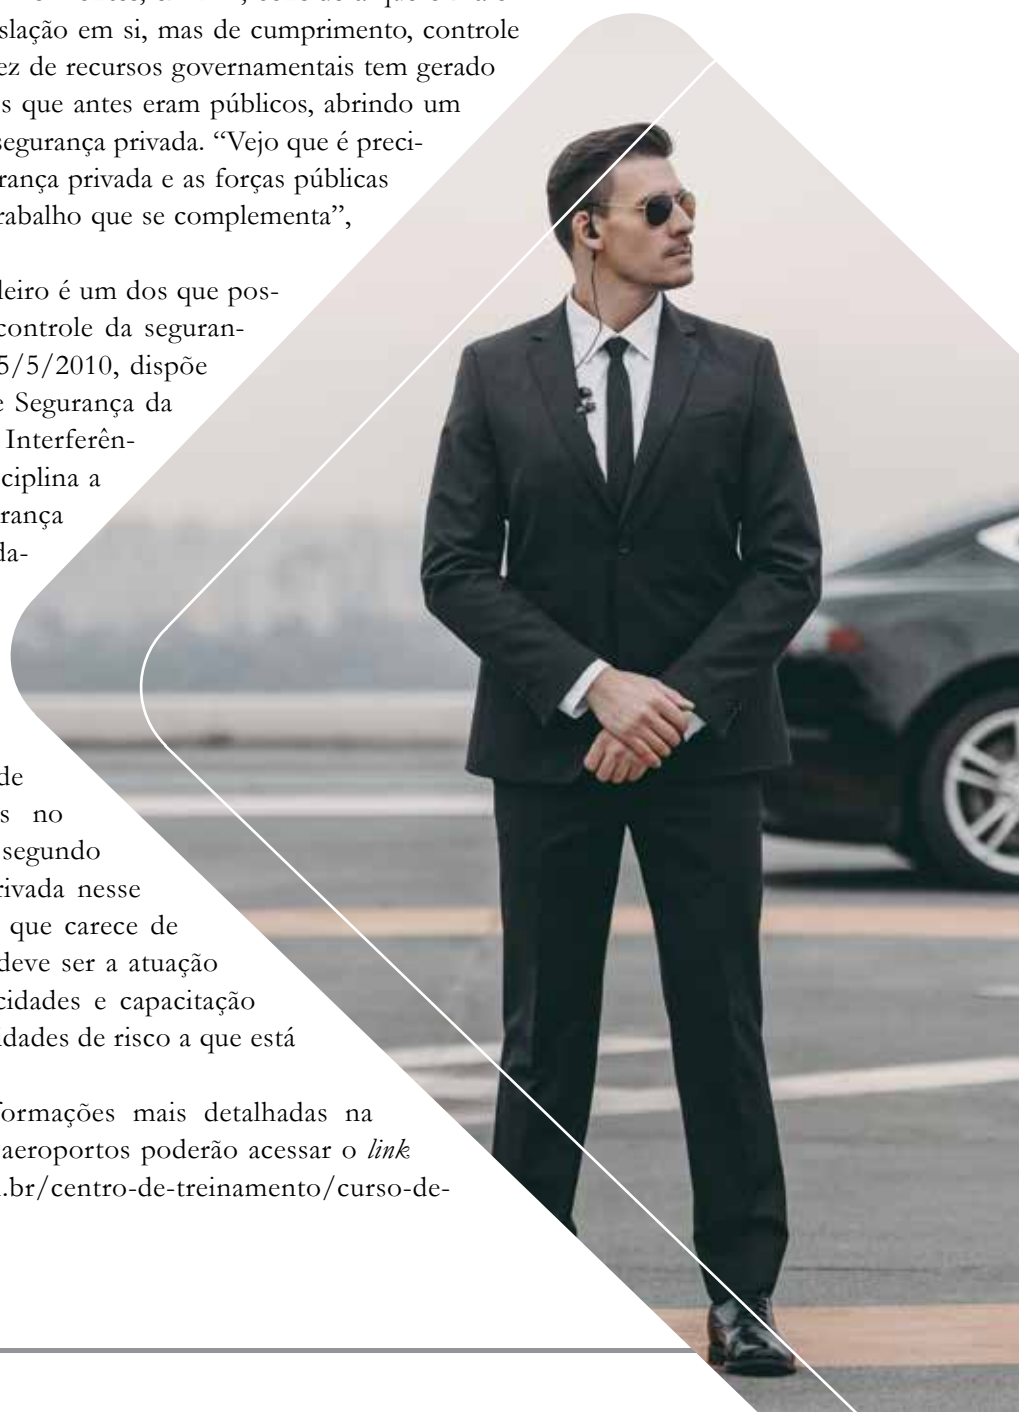 slação em si, mas de cumprimento, controle
ez de recursos governamentais tem gerado
s que antes eram públicos, abrindo um
segurança privada. “Vejo que é preci-
rança privada e as forças públicas
rabalho que se complementa”,
leiro é um dos que pos-
controle da seguran-
5/5/2010, dispõe
e Segurança da
Interferên-
ciplina a
rança
da-
de
s no
segundo
rivada nesse
que carece de
deve ser a atuação
cidades e capacitação
idades de risco a que está
formações mais detalhadas na
aeroportos poderão acessar o link
.br/centro-de-treinamento/curso-de-